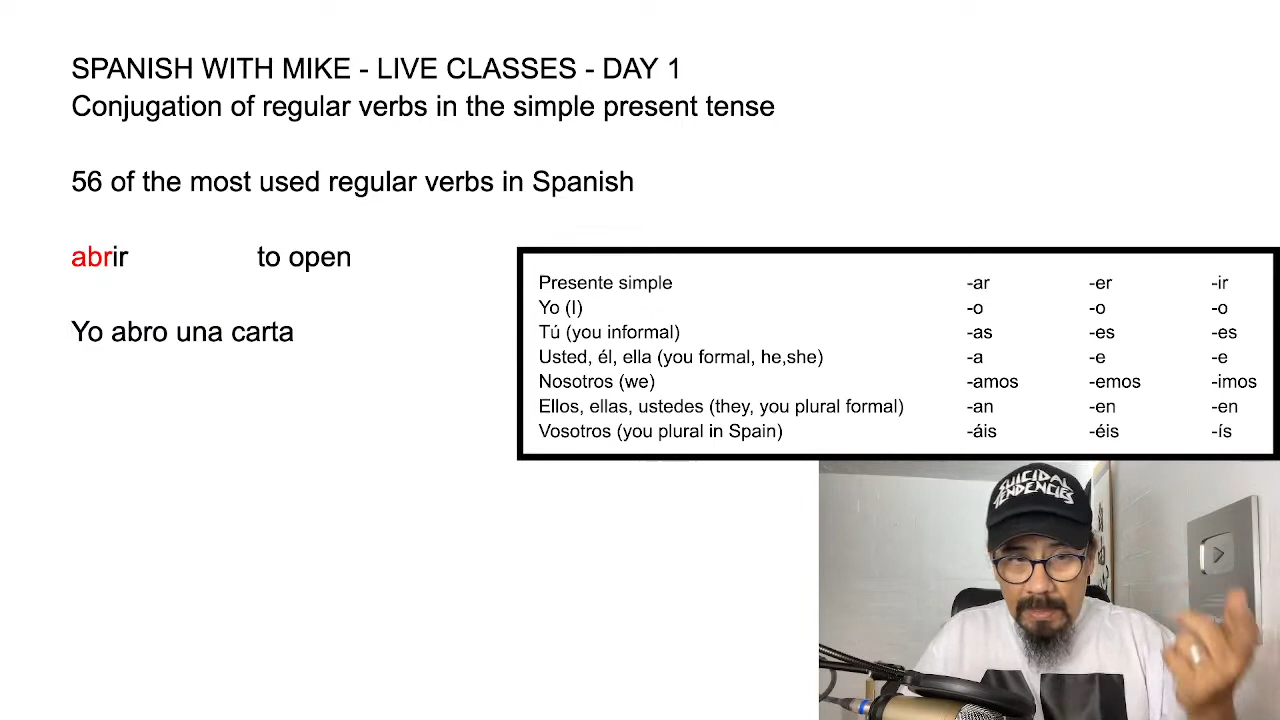 SPANISH WITH MIKE - LIVE CLASSES - DAY 1
Conjugation of regular verbs in the simple present tense
56 of the most used regular verbs in Spanish
abrir to open
Yo abro una carta
Presente simple -ar -er -ir
Yo (I) -o -o -o
Tú (you informal) -as -es -es
Usted, él, ella (you formal, he,she) -a -e -e
Nosotros (we) -amos -emos -imos
Ellos, ellas, ustedes (they, you plural formal) -an -en -en
Vosotros (you plural in Spain) -áis -éis -ís
SUICIDAL
TENDENCIES